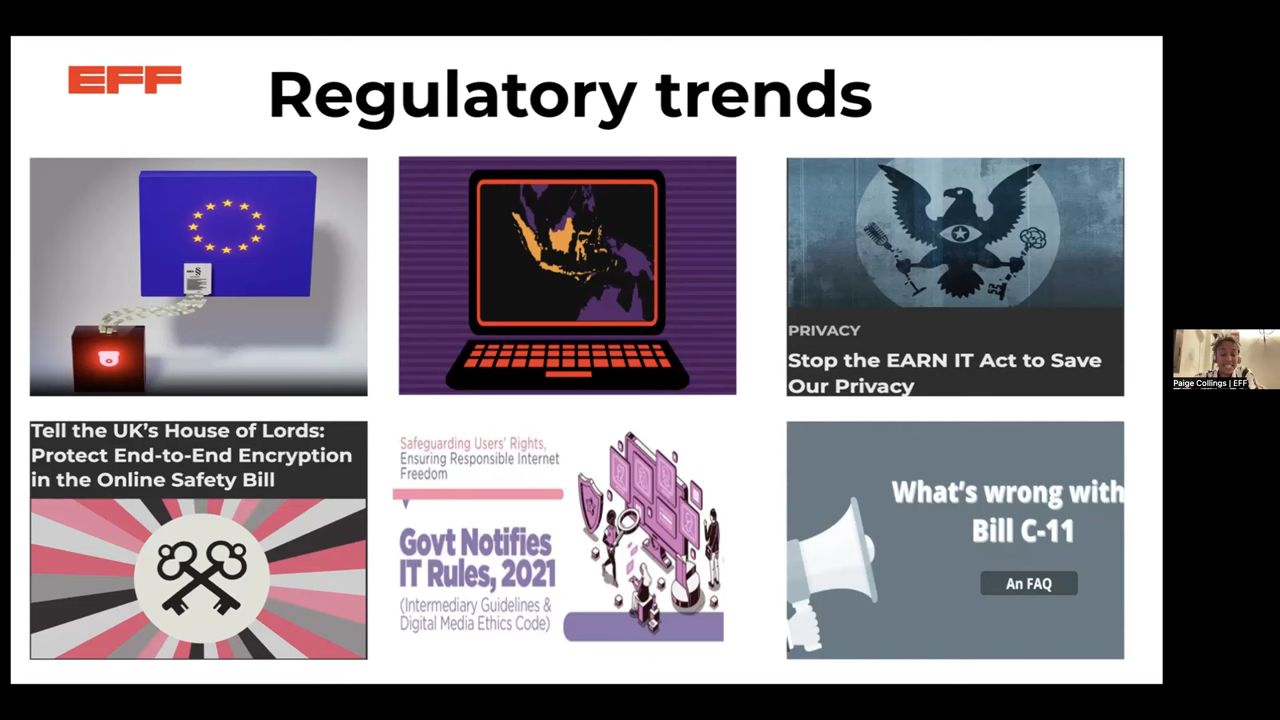 EFF
Regulatory trends
PRIVACY
Stop the EARN IT Act to Save
Our Privacy
Tell the UK's House of Lords:
Protect End-to-End Encryption
in the Online Safety Bill
Safeguarding Users' Rights,
Ensuring Responsible Internet
Freedom
Govt Notifies
IT Rules, 2021
(Intermediary Guidelines &
Digital Media Ethics Code)
What's wrong with
Bill C-11
An FAQ
Paige Collings | EFF